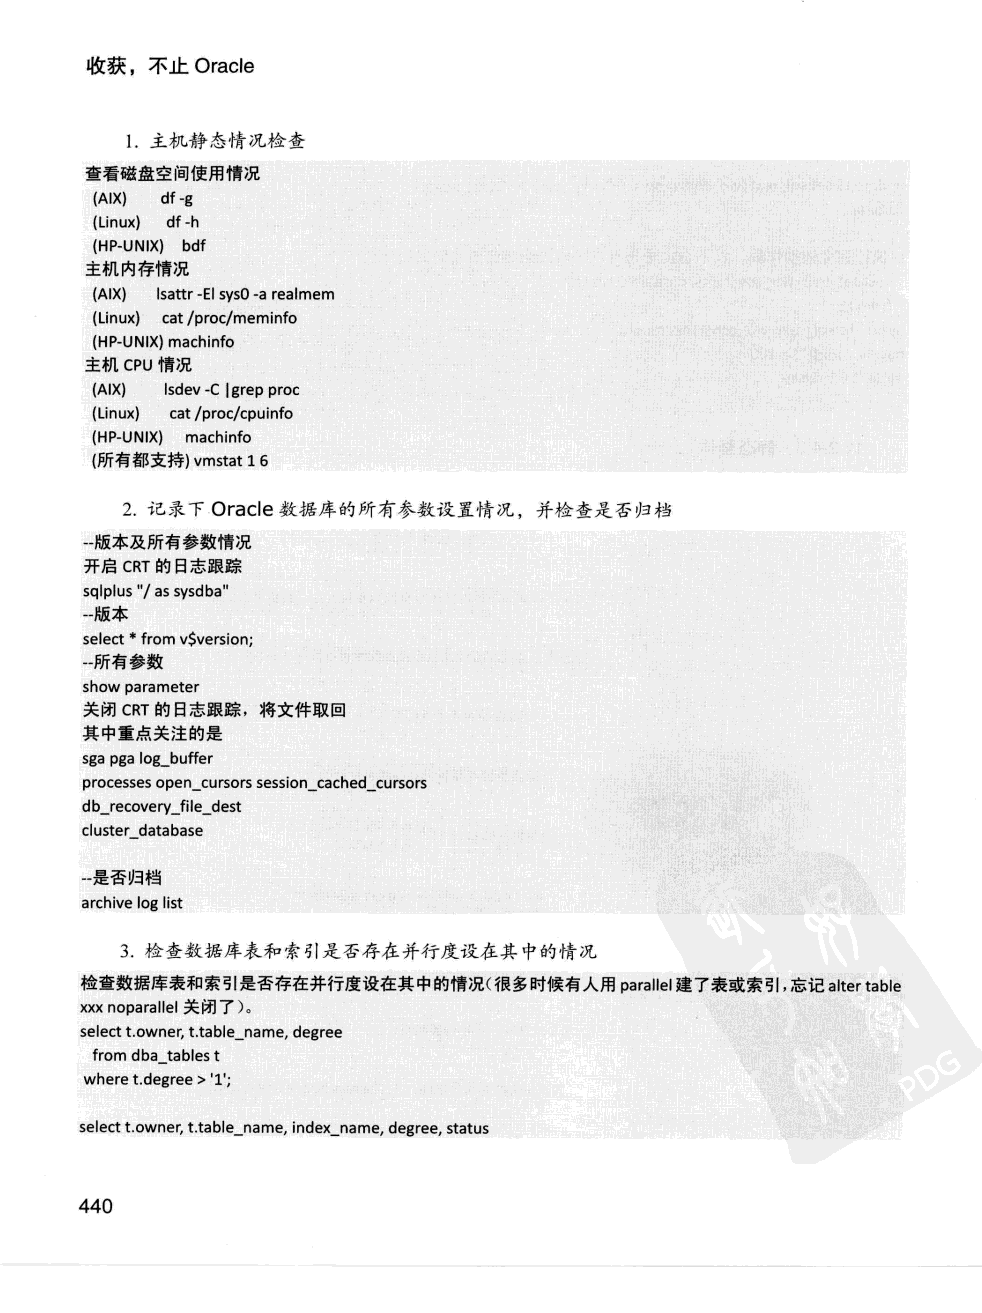 收获，不止 Oracle
1. 主机静态情况检查
查看磁盘空间使用情况
(AIX) df -g
(Linux) df -h
(HP-UNIX) bdf
主机内存情况
(AIX) lsattr -El sys0 -a realmem
(Linux) cat /proc/meminfo
(HP-UNIX) machinfo
主机 CPU 情况
(AIX) lsdev -C |grep proc
(Linux) cat /proc/cpuinfo
(HP-UNIX) machinfo
(所有都支持) vmstat 1 6
2. 记录下 Oracle 数据库的所有参数设置情况，并检查是否归档
--版本及所有参数情况
开启 CRT 的日志跟踪
sqlplus "/ as sysdba"
--版本
select * from v$version;
--所有参数
show parameter
关闭 CRT 的日志跟踪，将文件取回
其中重点关注的是
sga pga log_buffer
processes open_cursors session_cached_cursors
db_recovery_file_dest
cluster_database
--是否归档
archive log list
3. 检查数据库表和索引是否存在并行度设在其中的情况
检查数据库表和索引是否存在并行度设在其中的情况（很多时候有人用 parallel 建了表或索引，忘记 alter table
xxx noparallel 关闭了）。
select t.owner, t.table_name, degree
from dba_tables t
where t.degree > '1';
select t.owner, t.table_name, index_name, degree, status
PDG
440